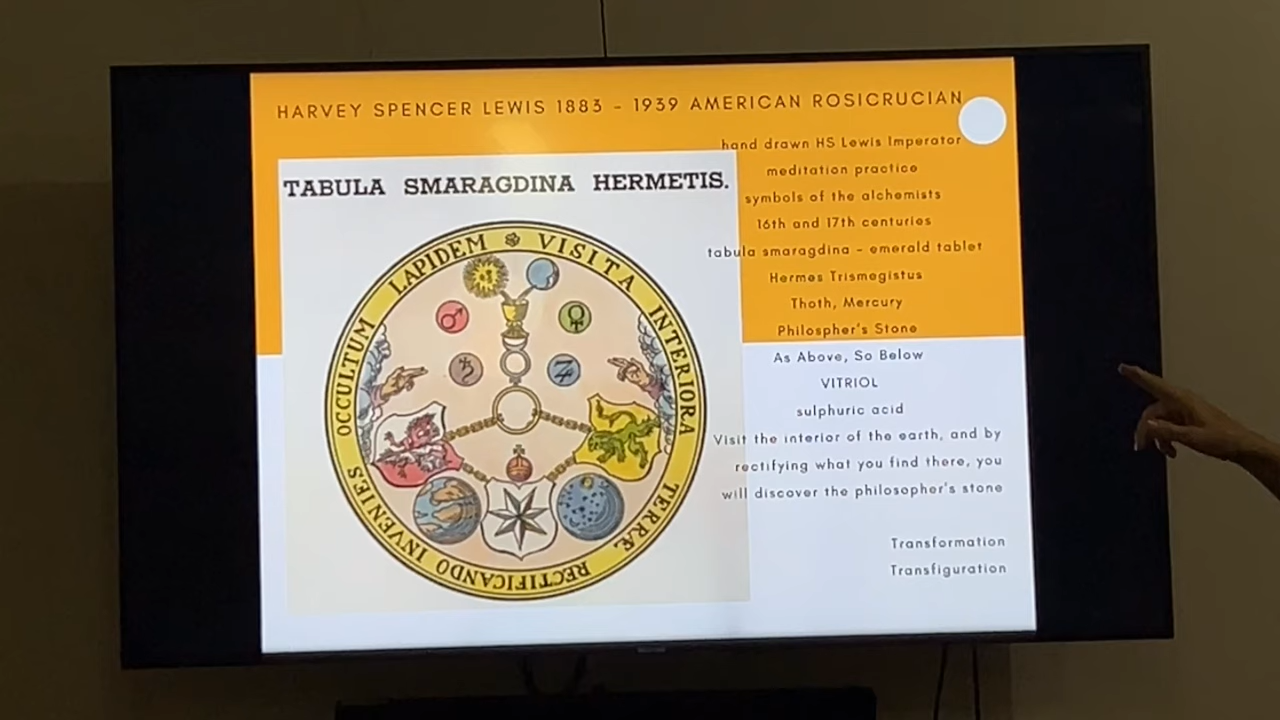 HARVEY SPENCER LEWIS 1883 - 1939 AMERICAN ROSICRUCIAN
hand drawn HS Lewis Imperator
meditation practice
symbols of the alchemists
16th and 17th centuries
tabula smaragdina - emerald tablet
Hermes Trismegistus
Thoth, Mercury
Philospher's Stone
As Above, So Below
VITRIOL
sulphuric acid
Visit the interior of the earth, and by
rectifying what you find there, you
will discover the philosopher's stone
Transformation
Transfiguration
TABULA SMARAGDINA HERMETIS.
VISITA INTERIORA TERRÆ RECTIFICANDO INVENIES OCCULTUM LAPIDEM